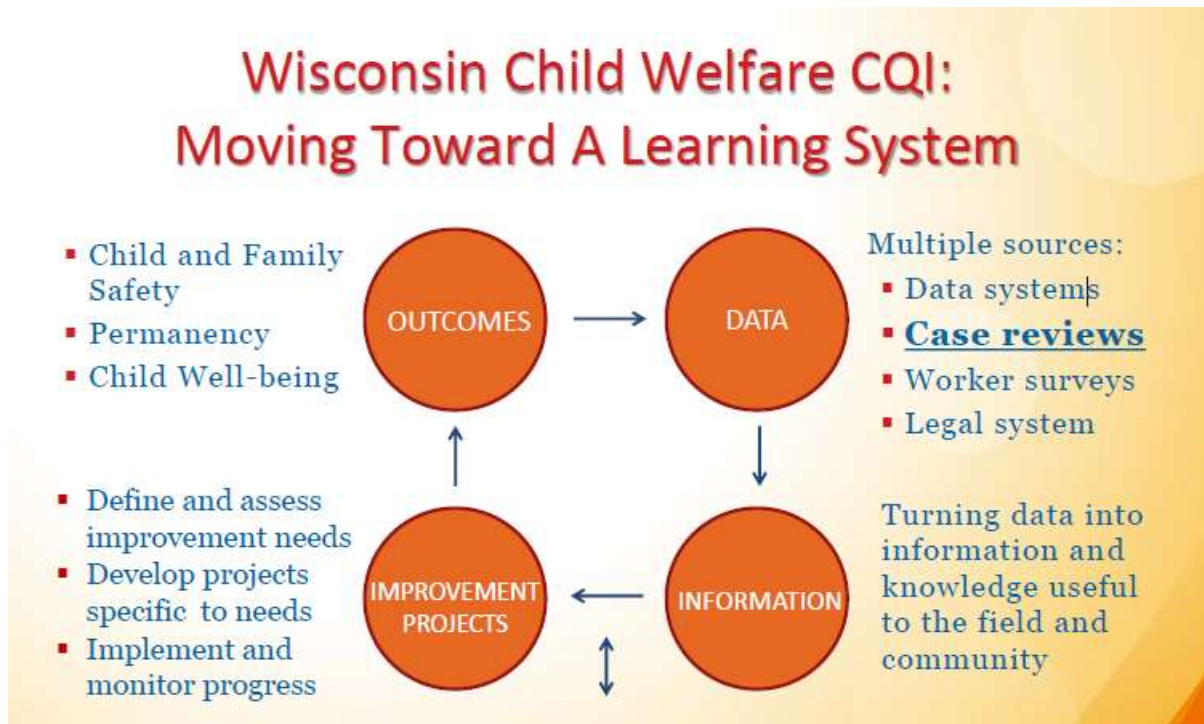 Wisconsin Child Welfare CQI:
Moving Toward A Learning System
▪ Child and Family
Safety
▪ Permanency
▪ Child Well-being
OUTCOMES
DATA
Multiple sources:
▪ Data systems
▪ Case reviews
▪ Worker surveys
▪ Legal system
▪ Define and assess
improvement needs
▪ Develop projects
specific to needs
▪ Implement and
monitor progress
IMPROVEMENT
PROJECTS
INFORMATION
Turning data into
information and
knowledge useful
to the field and
community